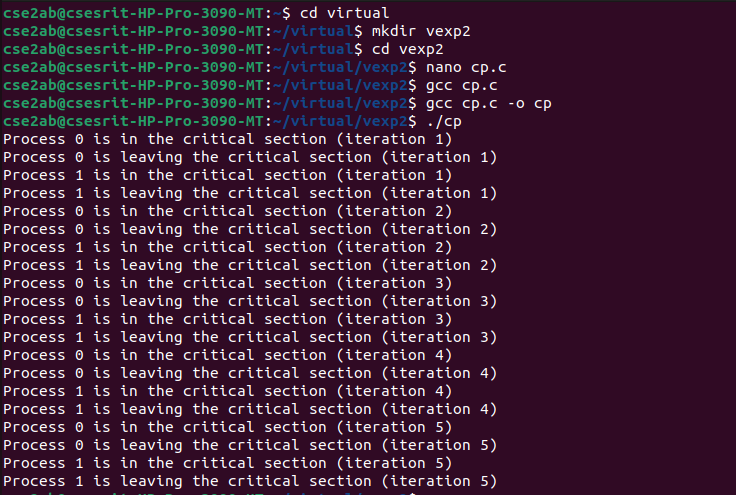 cse2ab@csesrit-HP-Pro-3090-MT:~$ cd virtual
cse2ab@csesrit-HP-Pro-3090-MT:~/virtual$ mkdir vexp2
cse2ab@csesrit-HP-Pro-3090-MT:~/virtual$ cd vexp2
cse2ab@csesrit-HP-Pro-3090-MT:~/virtual/vexp2$ nano cp.c
cse2ab@csesrit-HP-Pro-3090-MT:~/virtual/vexp2$ gcc cp.c
cse2ab@csesrit-HP-Pro-3090-MT:~/virtual/vexp2$ gcc cp.c -o cp
cse2ab@csesrit-HP-Pro-3090-MT:~/virtual/vexp2$ ./cp
Process 0 is in the critical section (iteration 1)
Process 0 is leaving the critical section (iteration 1)
Process 1 is in the critical section (iteration 1)
Process 1 is leaving the critical section (iteration 1)
Process 0 is in the critical section (iteration 2)
Process 0 is leaving the critical section (iteration 2)
Process 1 is in the critical section (iteration 2)
Process 1 is leaving the critical section (iteration 2)
Process 0 is in the critical section (iteration 3)
Process 0 is leaving the critical section (iteration 3)
Process 1 is in the critical section (iteration 3)
Process 1 is leaving the critical section (iteration 3)
Process 0 is in the critical section (iteration 4)
Process 0 is leaving the critical section (iteration 4)
Process 1 is in the critical section (iteration 4)
Process 1 is leaving the critical section (iteration 4)
Process 0 is in the critical section (iteration 5)
Process 0 is leaving the critical section (iteration 5)
Process 1 is in the critical section (iteration 5)
Process 1 is leaving the critical section (iteration 5)
cse2ab@csesrit-HP-Pro-3090-MT:~/virtual/vexp2$